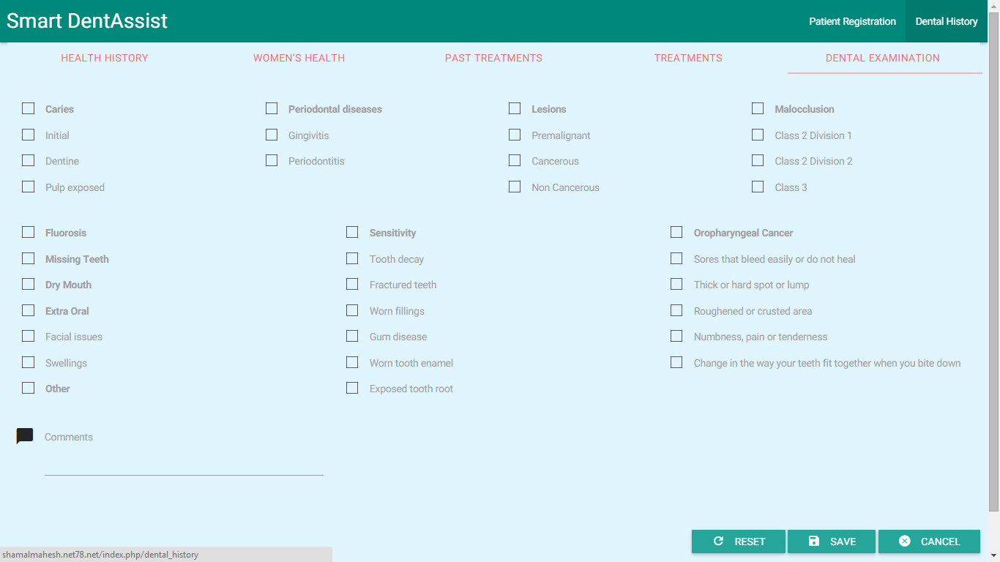 Smart DentAssist
Patient Registration
Dental History
HEALTH HISTORY
WOMEN'S HEALTH
PAST TREATMENTS
TREATMENTS
DENTAL EXAMINATION
Caries
Initial
Dentine
Pulp exposed
Periodontal diseases
Gingivitis
Periodontitis
Lesions
Premalignant
Cancerous
Non Cancerous
Malocclusion
Class 2 Division 1
Class 2 Division 2
Class 3
Fluorosis
Missing Teeth
Dry Mouth
Extra Oral
Facial issues
Swellings
Other
Sensitivity
Tooth decay
Fractured teeth
Worn fillings
Gum disease
Worn tooth enamel
Exposed tooth root
Oropharyngeal Cancer
Sores that bleed easily or do not heal
Thick or hard spot or lump
Roughened or crusted area
Numbness, pain or tenderness
Change in the way your teeth fit together when you bite down
Comments
RESET
SAVE
CANCEL
shamalmahesh.net78.net/index.php/dental_history